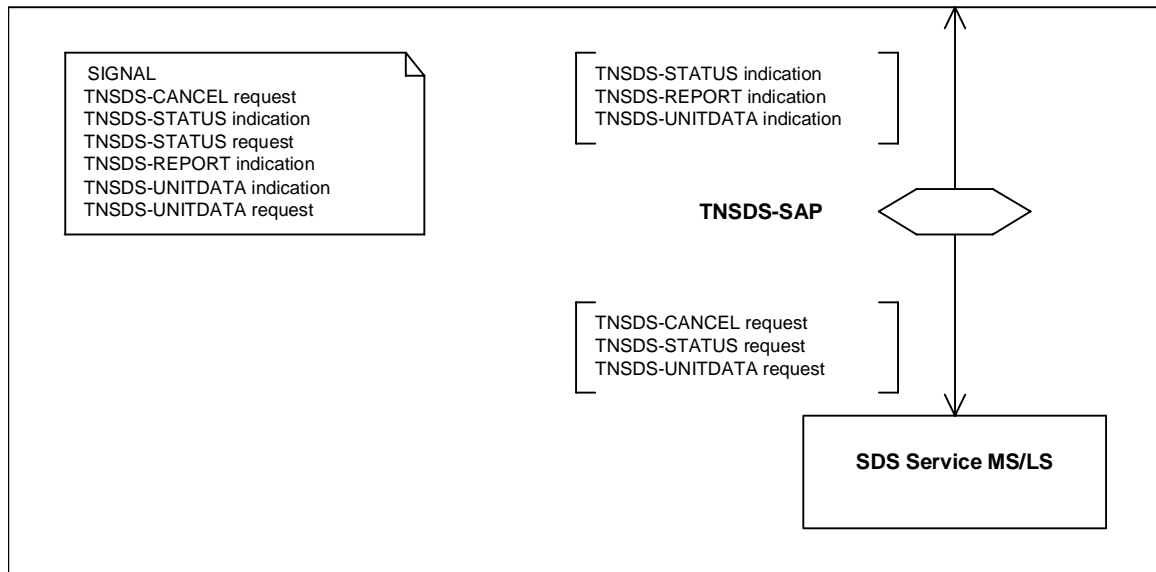 SIGNAL
TNSDS-CANCEL request
TNSDS-STATUS indication
TNSDS-STATUS request
TNSDS-REPORT indication
TNSDS-UNITDATA indication
TNSDS-UNITDATA request
TNSDS-STATUS indication
TNSDS-REPORT indication
TNSDS-UNITDATA indication
TNSDS-SAP
TNSDS-CANCEL request
TNSDS-STATUS request
TNSDS-UNITDATA request
SDS Service MS/LS